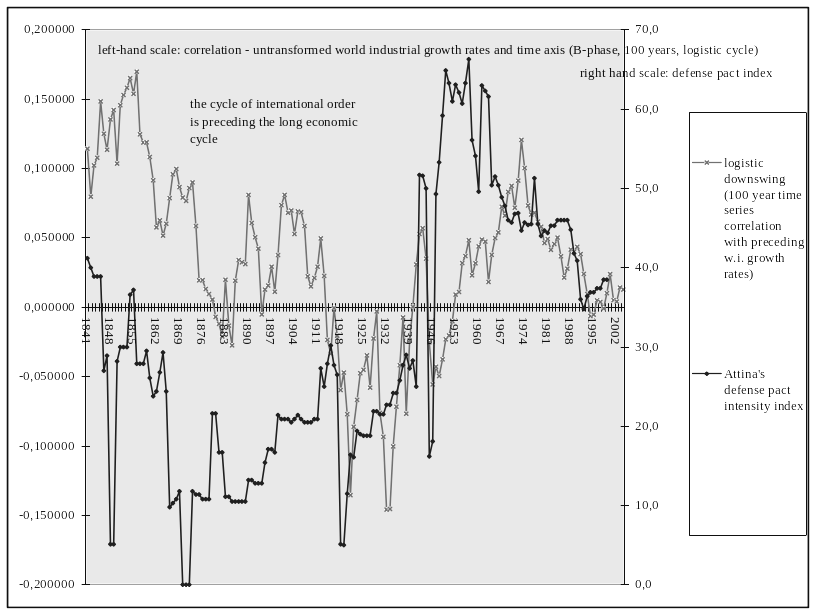 0,200000
70,0
left-hand scale: correlation - untransformed world industrial growth rates and time axis (B-phase, 100 years, logistic cycle)
right hand scale: defense pact index
the cycle of international order
is preceding the long economic
cycle
0,150000
0,100000
0,050000
0,000000
-0,050000
-0,100000
-0,150000
-0,200000
60,0
50,0
40,0
30,0
20,0
10,0
0,0
1841
1848
1855
1862
1869
1876
1883
1890
1897
1904
1911
1918
1925
1932
1939
1946
1953
1960
1967
1974
1981
1988
1995
2002
logistic
downswing
(100 year time
series
correlation
with preceding
w.i. growth
rates)
Attina's
defense pact
intensity index